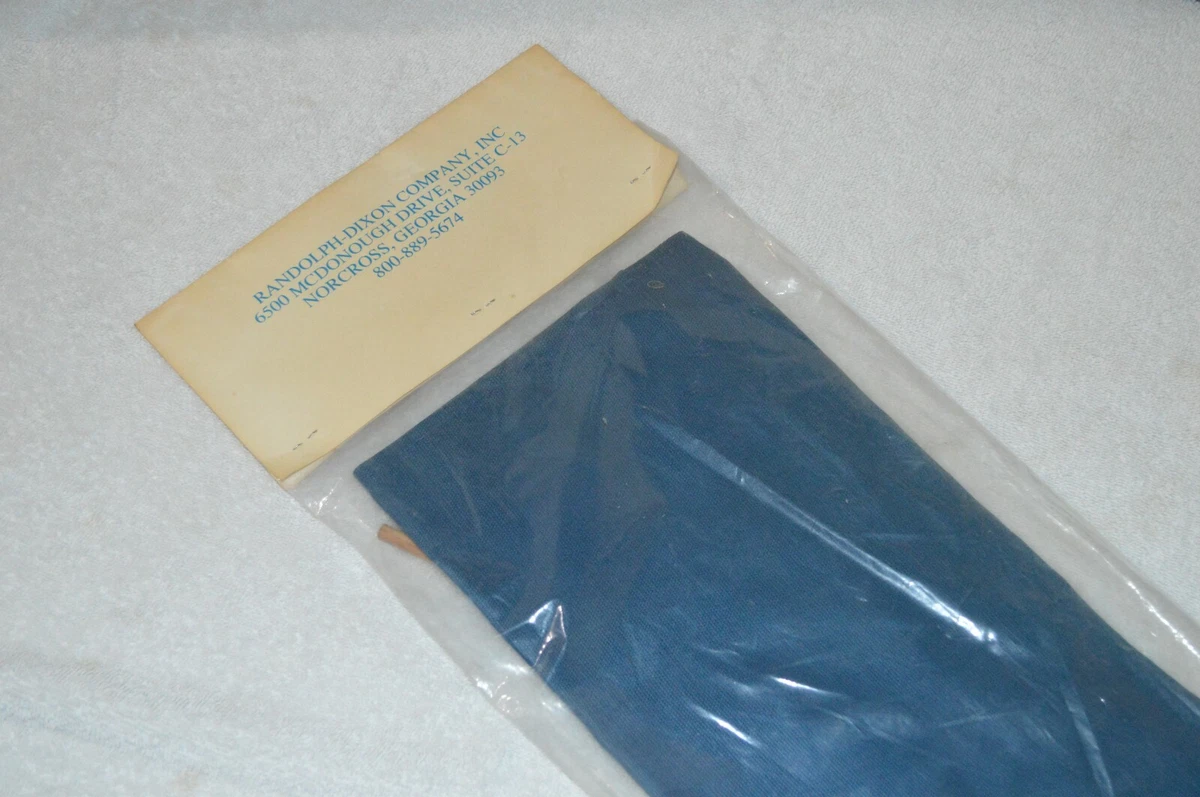 RANDOLPH-DIXON COMPANY, INC
6500 MCDONOUGH DRIVE, SUITE C-13
NORCROSS, GEORGIA 30093
800-889-5674